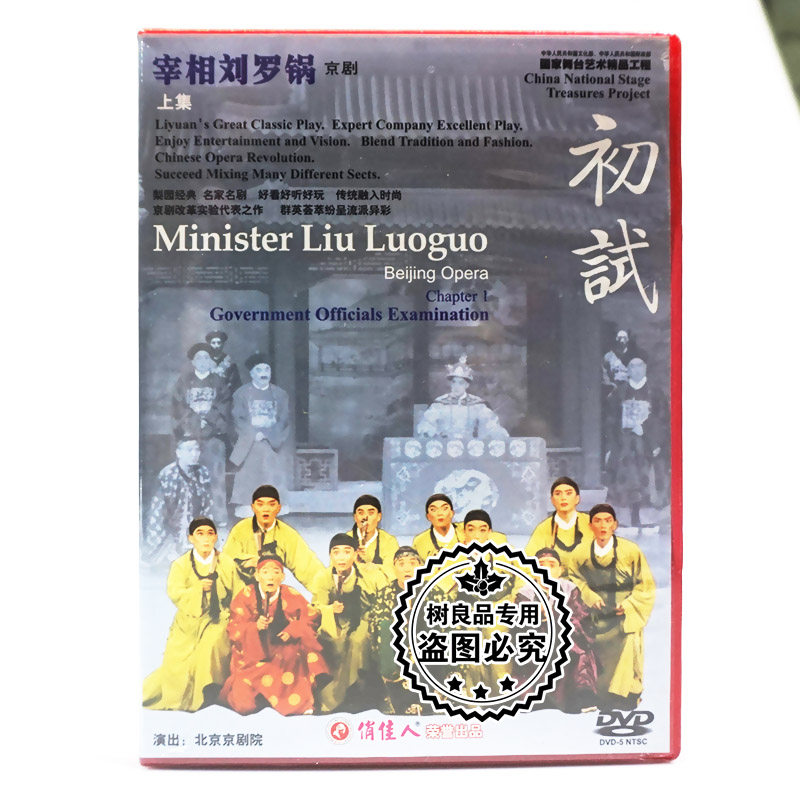 宰相刘罗锅 京剧
上集
中华人民共和国文化部、中华人民共和国财政部
国家舞台艺术精品工程
China National Stage
Treasures Project
Liyuan's Great Classic Play. Expert Company Excellent Play.
Enjoy Entertainment and Vision. Blend Tradition and Fashion.
Chinese Opera Revolution.
Succeed Mixing Many Different Sects.
梨园经典 名家名剧 好看好听好玩 传统融入时尚
京剧改革实验代表之作 群英荟萃纷呈流派异彩
初試
Minister Liu Luoguo
Beijing Opera
Chapter 1
Government Officials Examination
树良品专用
盗图必究
演出：北京京剧院
俏佳人® 荣誉出品
DVD
DVD-5 NTSC